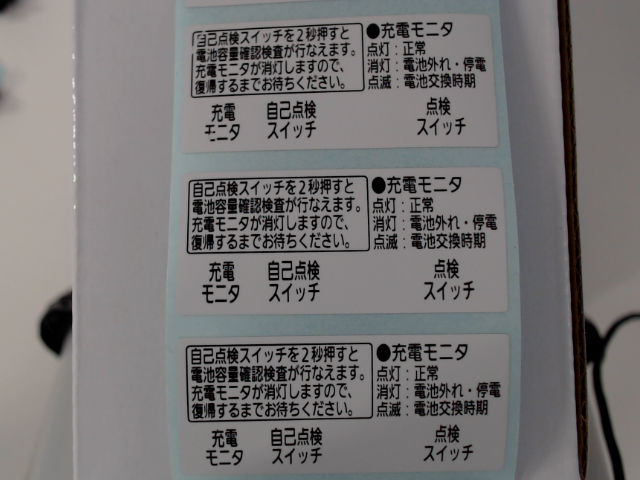 自己点検スイッチを2秒押すと
電池容量確認検査が行なえます。
充電モニタが消灯しますので、
復帰するまでお待ちください。
●充電モニタ
点灯：正常
消灯：電池外れ・停電
点滅：電池交換時期
充電
モニタ
自己点検
スイッチ
点検
スイッチ
自己点検スイッチを2秒押すと
電池容量確認検査が行なえます。
充電モニタが消灯しますので、
復帰するまでお待ちください。
●充電モニタ
点灯：正常
消灯：電池外れ・停電
点滅：電池交換時期
充電
モニタ
自己点検
スイッチ
点検
スイッチ
自己点検スイッチを2秒押すと
電池容量確認検査が行なえます。
充電モニタが消灯しますので、
復帰するまでお待ちください。
●充電モニタ
点灯：正常
消灯：電池外れ・停電
点滅：電池交換時期
充電
モニタ
自己点検
スイッチ
点検
スイッチ